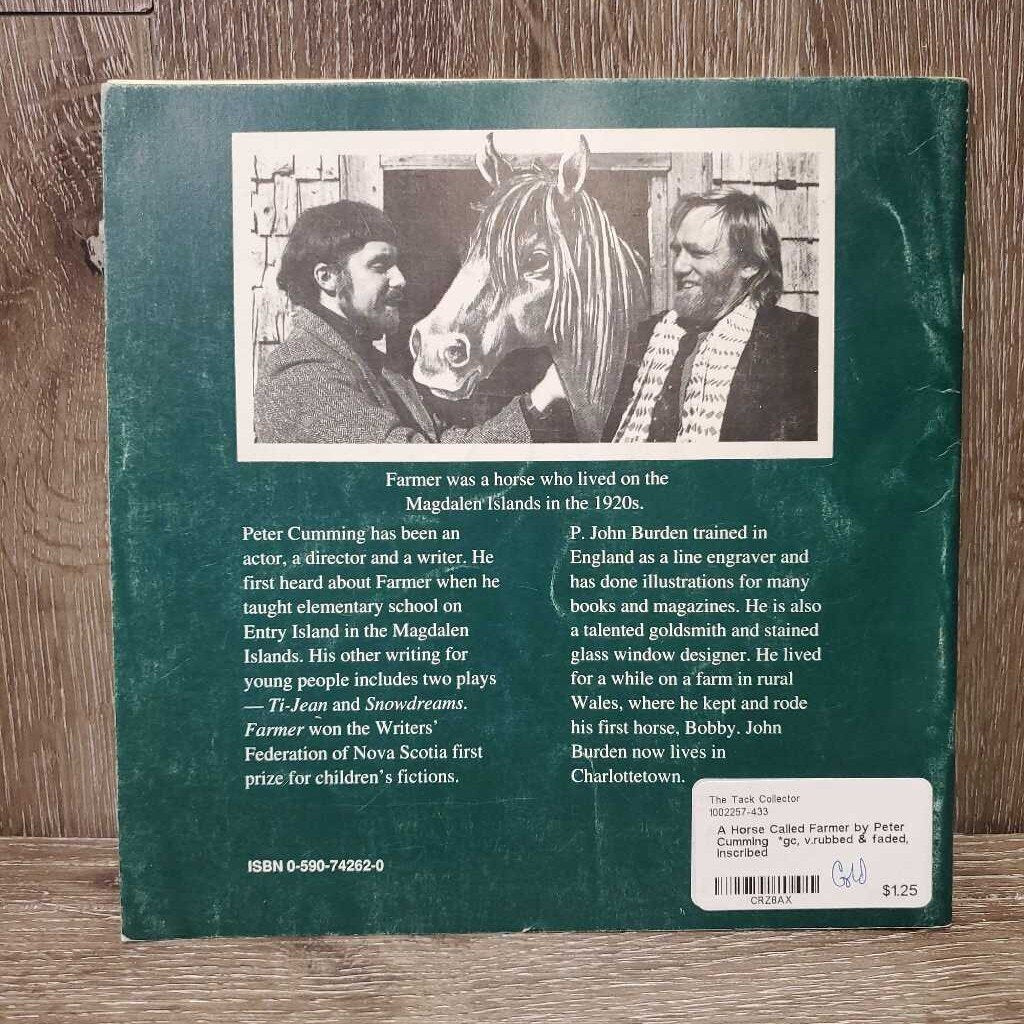 Farmer was a horse who lived on the
Magdalen Islands in the 1920s.
Peter Cumming has been an
actor, a director and a writer. He
first heard about Farmer when he
taught elementary school on
Entry Island in the Magdalen
Islands. His other writing for
young people includes two plays
— Ti-Jean and Snowdreams.
Farmer won the Writers'
Federation of Nova Scotia first
prize for children's fictions.
P. John Burden trained in
England as a line engraver and
has done illustrations for many
books and magazines. He is also
a talented goldsmith and stained
glass window designer. He lived
for a while on a farm in rural
Wales, where he kept and rode
his first horse, Bobby. John
Burden now lives in
Charlottetown.
ISBN 0-590-74262-0
The Tack Collector
1002257-433
A Horse Called Farmer by Peter
Cumming *gc, v.rubbed & faded,
inscribed
Gold
CRZ8AX
$1.25